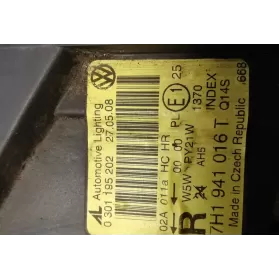 AL Automotive Lighting
0 301 195 202 27.05.08
02A 011a HC HR
00 00 PL E1 25
W5W PY21W 1370
24 AHS INDEX
R
7H1 941 016 T Q14S
Made in Czech Republic .668